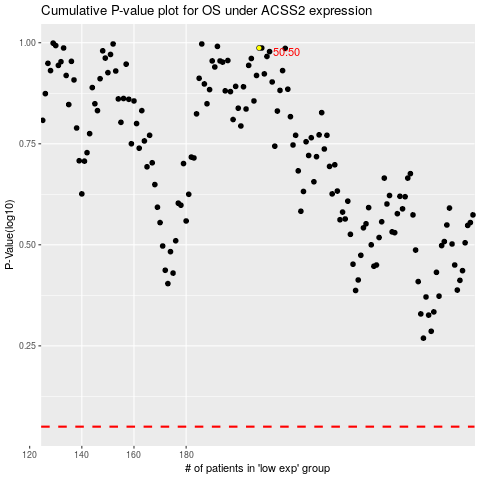 Cumulative P-value plot for OS under ACSS2 expression
P-Value(log10)
1.00
0.75
0.50
0.25
50:50
120 140 160 180
# of patients in 'low exp' group